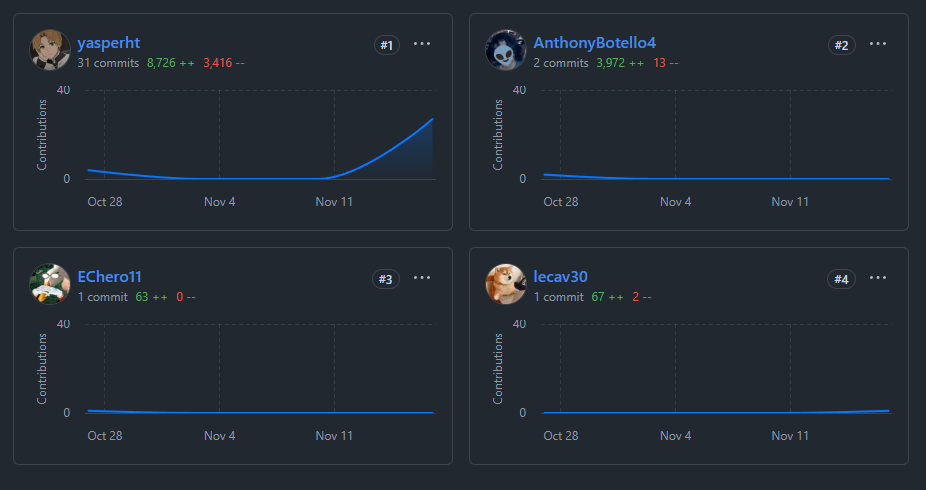 yasperht #1 ...
31 commits 8,726 ++ 3,416 --
Contributions
40
0
Oct 28 Nov 4 Nov 11
AnthonyBotello4 #2 ...
2 commits 3,972 ++ 13 --
Contributions
40
0
Oct 28 Nov 4 Nov 11
EChero11 #3 ...
1 commit 63 ++ 0 --
Contributions
40
0
Oct 28 Nov 4 Nov 11
lecav30 #4 ...
1 commit 67 ++ 2 --
Contributions
40
0
Oct 28 Nov 4 Nov 11